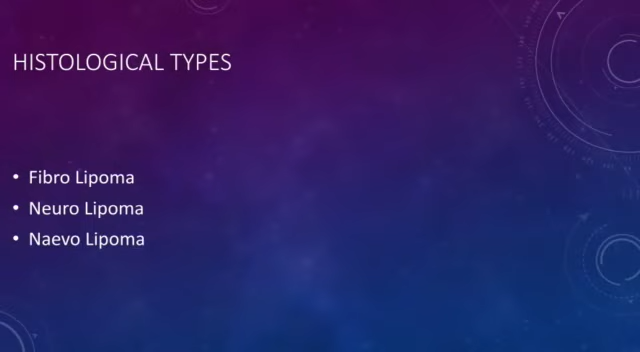 HISTOLOGICAL TYPES
• Fibro Lipoma
• Neuro Lipoma
• Naevo Lipoma